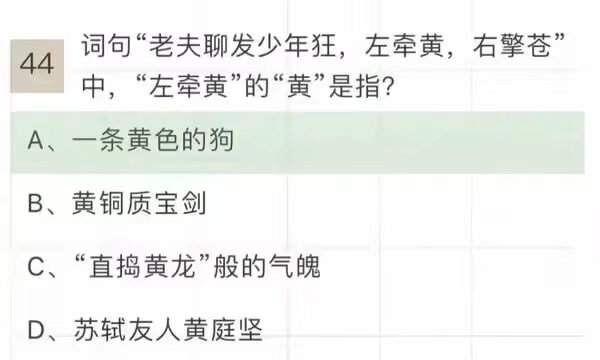 44
词句“老夫聊发少年狂，左牵黄，右擎苍”
中，“左牵黄”的“黄”是指？
A、一条黄色的狗
B、黄铜质宝剑
C、“直捣黄龙”般的气魄
D、苏轼友人黄庭坚